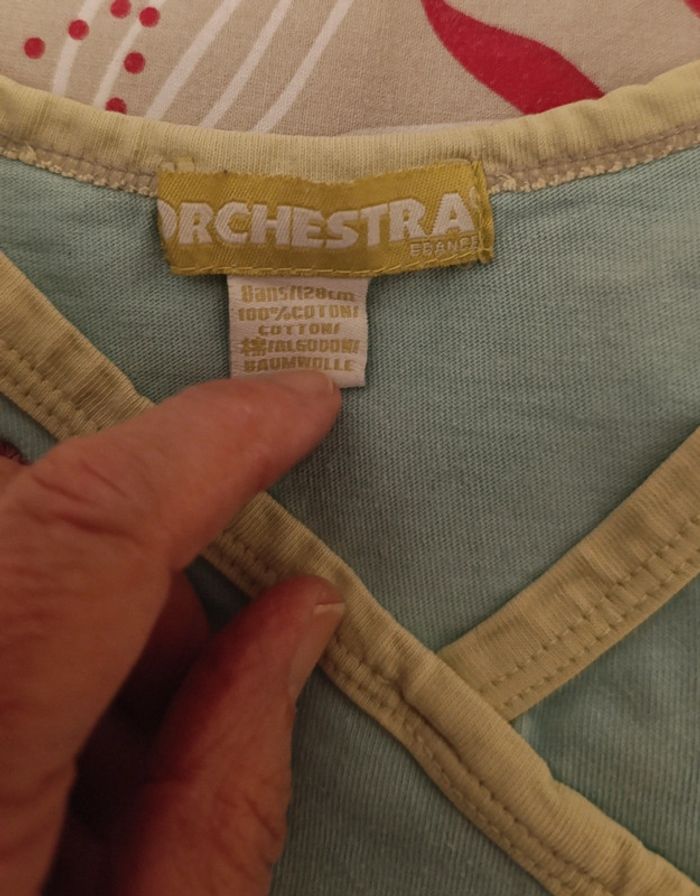 ORCHESTRA
FRANCE
8ans/128cm
100%COTON/
COTTON/
棉/ALGODON/
BAUMWOLLE